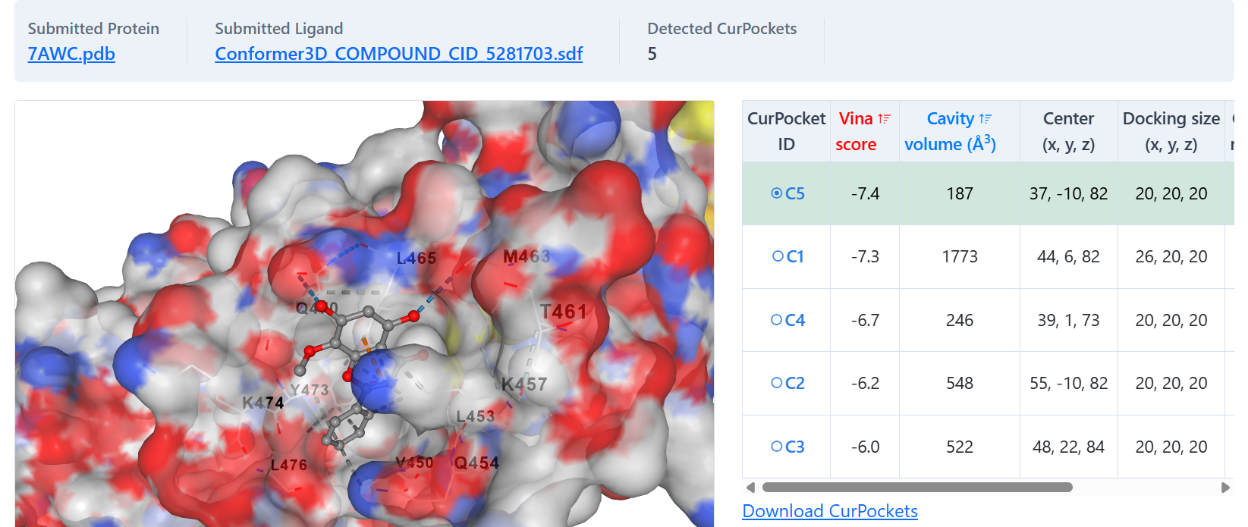 Submitted Protein
7AWC.pdb
Submitted Ligand
Conformer3D_COMPOUND_CID_5281703.sdf
Detected CurPockets
5
CurPocket ID
Vina score
Cavity volume (Å³)
Center (x, y, z)
Docking size (x, y, z)
C5 -7.4 187 37, -10, 82 20, 20, 20
C1 -7.3 1773 44, 6, 82 26, 20, 20
C4 -6.7 246 39, 1, 73 20, 20, 20
C2 -6.2 548 55, -10, 82 20, 20, 20
C3 -6.0 522 48, 22, 84 20, 20, 20
Download CurPockets
L465
M463
T461
K457
Y473
K474
L453
L476
V450
Q454